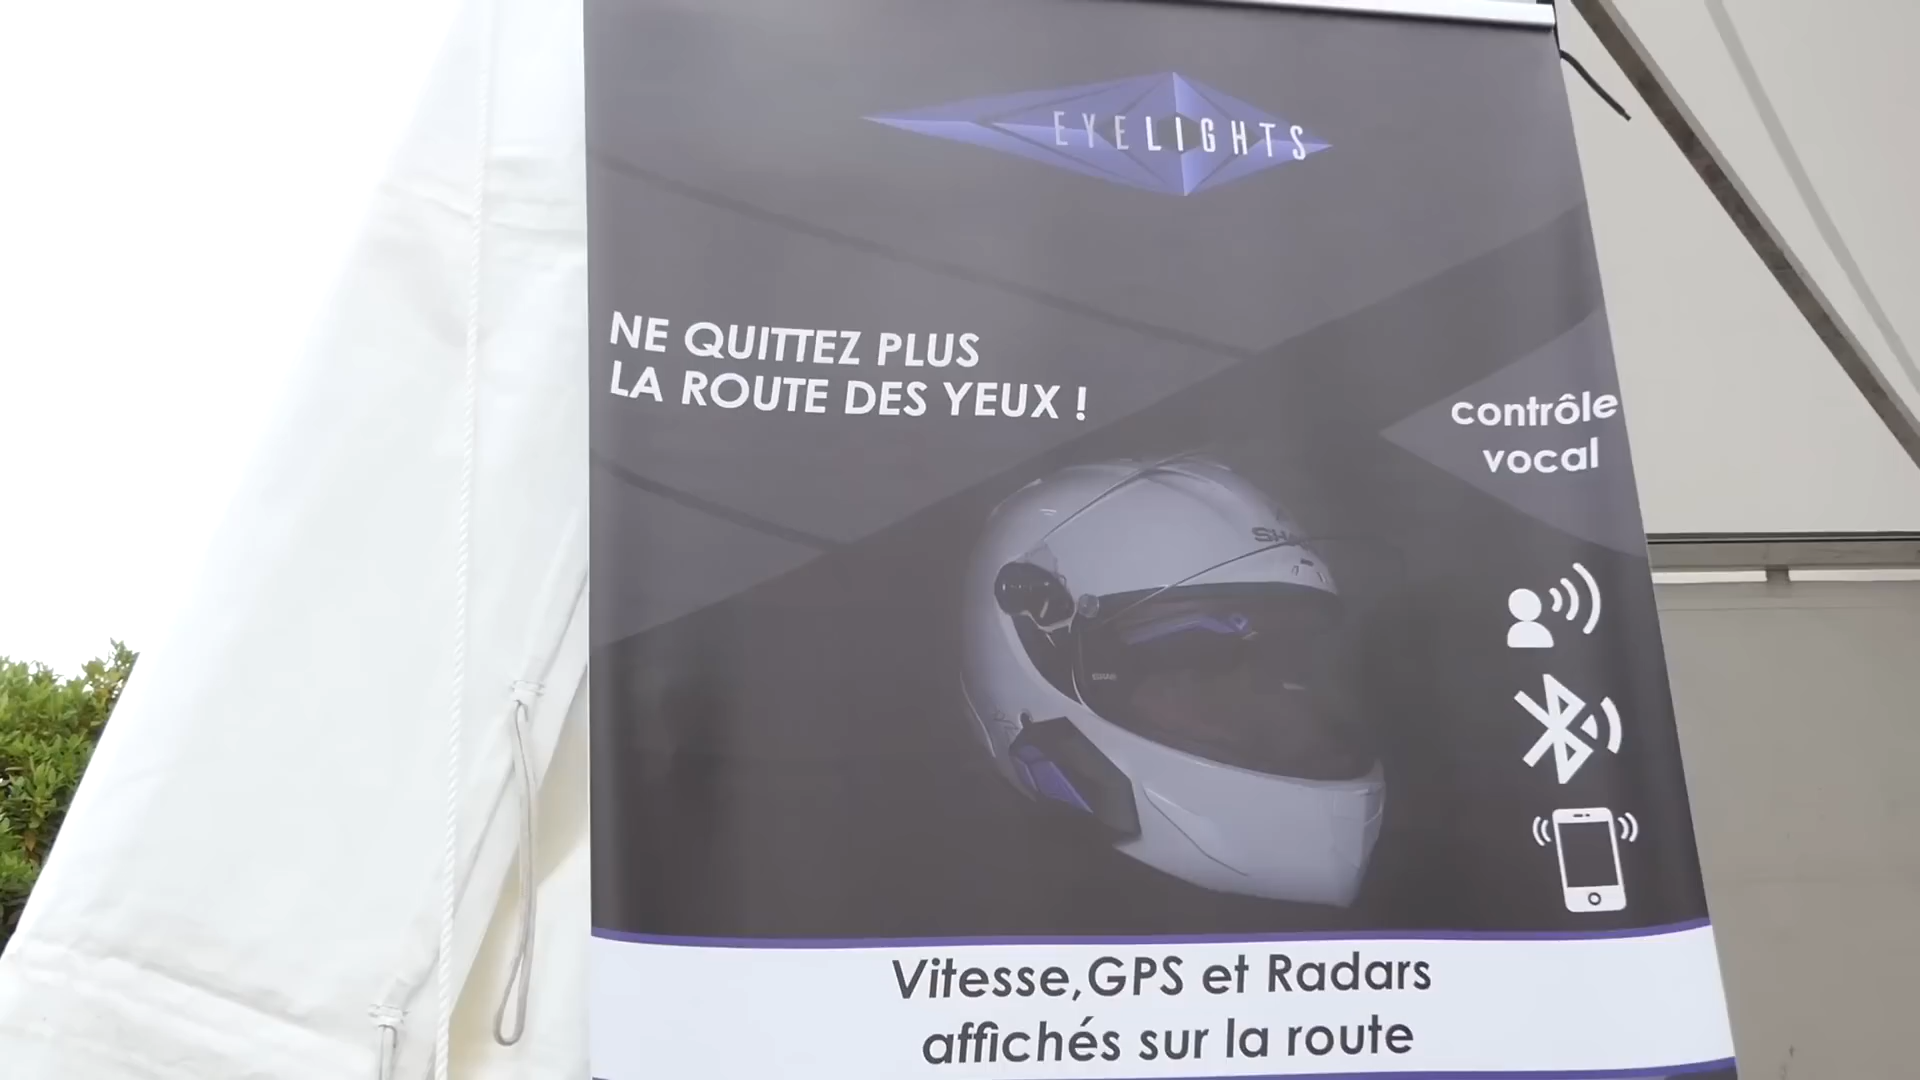 EYELIGHTS
NE QUITTEZ PLUS
LA ROUTE DES YEUX !
contrôle
vocal
Vitesse,GPS et Radars
affichés sur la route